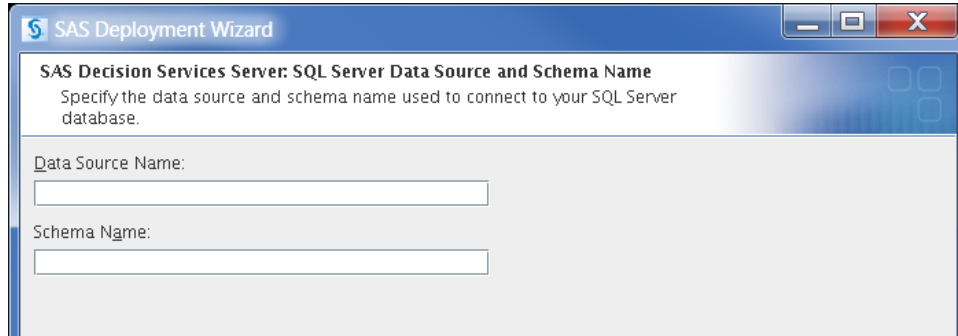 SAS Deployment Wizard
SAS Decision Services Server: SQL Server Data Source and Schema Name
Specify the data source and schema name used to connect to your SQL Server
database.
Data Source Name:
Schema Name: